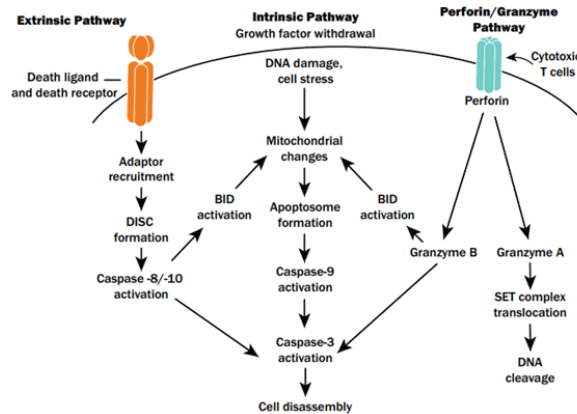 Extrinsic Pathway
Intrinsic Pathway
Growth factor withdrawal
Perforin/Granzyme
Pathway
Death ligand
and death receptor
DNA damage,
cell stress
Cytotoxic
T cells
Perforin
Adaptor
recruitment
Mitochondrial
changes
DISC
formation
BID
activation
Apoptosome
formation
BID
activation
Caspase -8/-10
activation
Caspase-9
activation
Granzyme B
Granzyme A
SET complex
translocation
Caspase-3
activation
DNA
cleavage
Cell disassembly